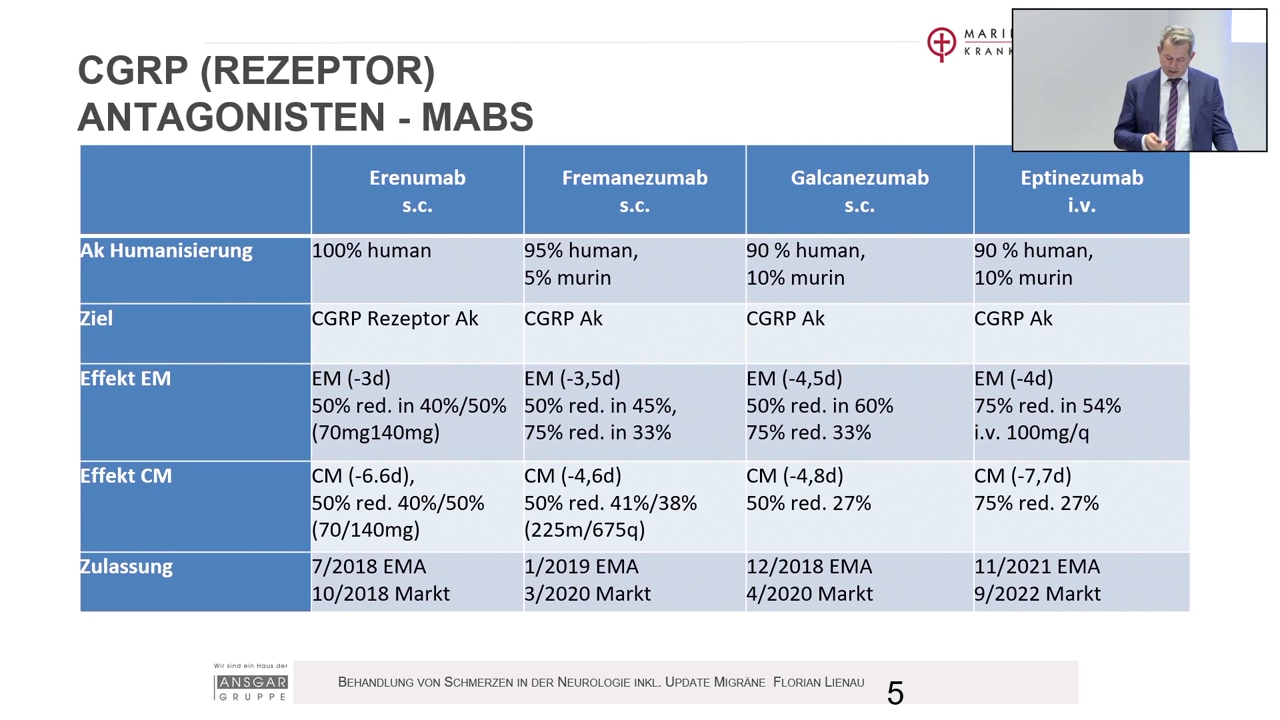 MARI
KRANK
CGRP (REZEPTOR)
ANTAGONISTEN - MABS
Erenumab
s.c.
Fremanezumab
s.c.
Galcanezumab
s.c.
Eptinezumab
i.v.
Ak Humanisierung
100% human
95% human,
5% murin
90 % human,
10% murin
90 % human,
10% murin
Ziel
CGRP Rezeptor Ak
CGRP Ak
CGRP Ak
CGRP Ak
Effekt EM
EM (-3d)
50% red. in 40%/50%
(70mg140mg)
EM (-3,5d)
50% red. in 45%,
75% red. in 33%
EM (-4,5d)
50% red. in 60%
75% red. 33%
EM (-4d)
75% red. in 54%
i.v. 100mg/q
Effekt CM
CM (-6.6d),
50% red. 40%/50%
(70/140mg)
CM (-4,6d)
50% red. 41%/38%
(225m/675q)
CM (-4,8d)
50% red. 27%
CM (-7,7d)
75% red. 27%
Zulassung
7/2018 EMA
10/2018 Markt
1/2019 EMA
3/2020 Markt
12/2018 EMA
4/2020 Markt
11/2021 EMA
9/2022 Markt
Wir sind ein Haus der
ANSGAR
GRUPPE
BEHANDLUNG VON SCHMERZEN IN DER NEUROLOGIE INKL. UPDATE MIGRÄNE FLORIAN LIENAU
5